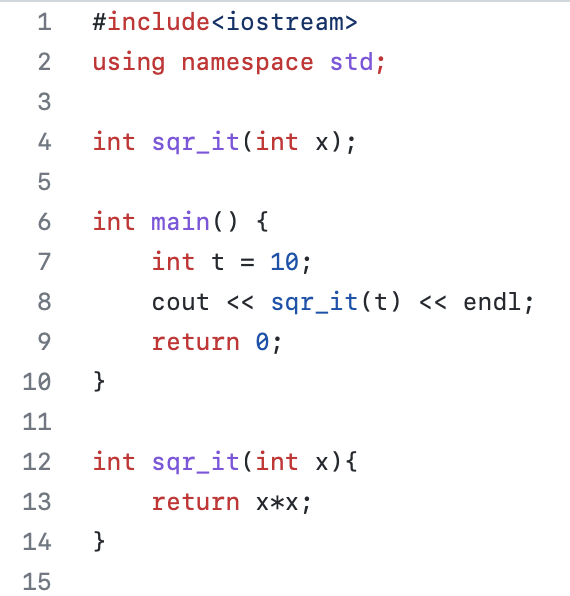 1 #include<iostream>
2 using namespace std;
3
4 int sqr_it(int x);
5
6 int main() {
7     int t = 10;
8     cout << sqr_it(t) << endl;
9     return 0;
10 }
11
12 int sqr_it(int x){
13     return x*x;
14 }
15